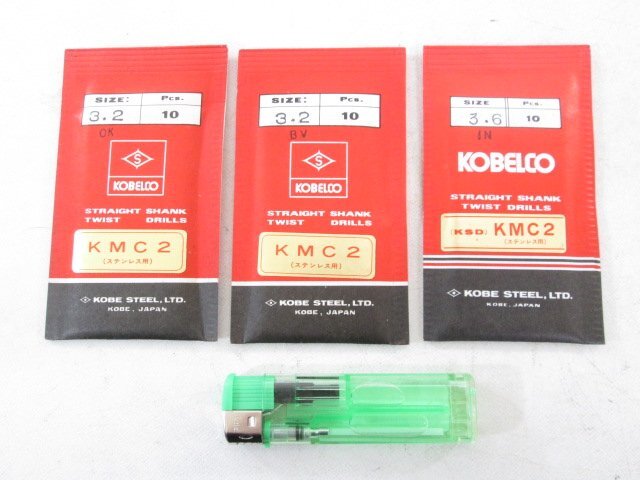 SIZE: Pcs.
3.2 10
OK
S
KOBELCO
STRAIGHT SHANK
TWIST DRILLS
KMC2
(ステンレス用)
KOBE STEEL, LTD.
KOBE, JAPAN
SIZE: Pcs.
3.2 10
BV
S
KOBELCO
STRAIGHT SHANK
TWIST DRILLS
KMC2
(ステンレス用)
KOBE STEEL, LTD.
KOBE, JAPAN
SIZE: Pcs.
3.6 10
IN
KOBELCO
STRAIGHT SHANK
TWIST DRILLS
(KSD) KMC2
(ステンレス用)
KOBE STEEL, LTD.
KOBE, JAPAN